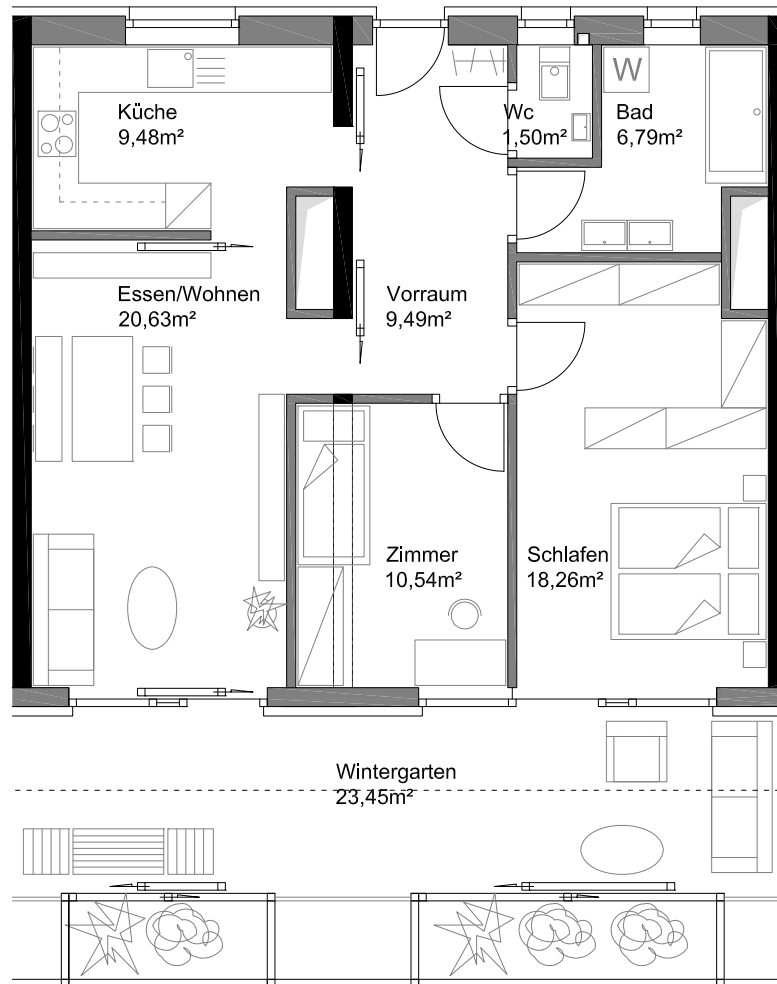 Küche
9,48m²
Wc
1,50m²
W
Bad
6,79m²
Essen/Wohnen
20,63m²
Vorraum
9,49m²
Zimmer
10,54m²
Schlafen
18,26m²
Wintergarten
23,45m²